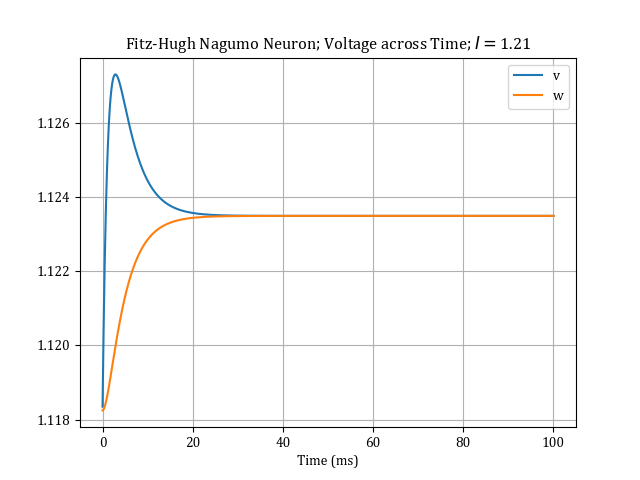 Fitz-Hugh Nagumo Neuron; Voltage across Time; I = 1.21
v
w
1.126
1.124
1.122
1.120
1.118
0 20 40 60 80 100
Time (ms)